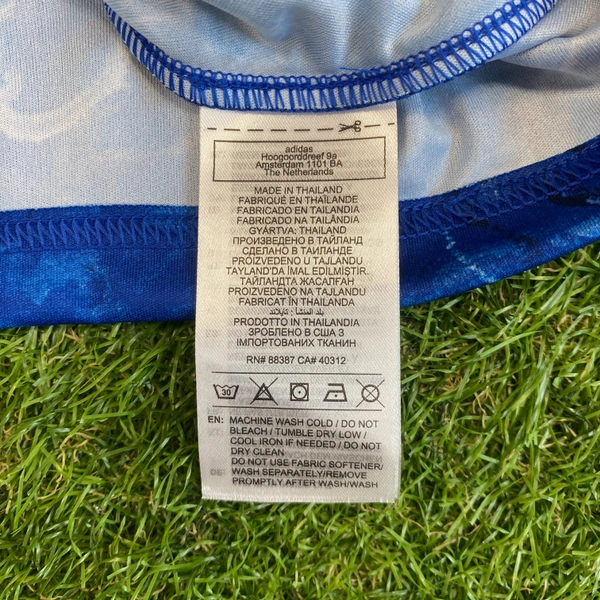 adidas
Hoogoorddreef 9a
Amsterdam 1101 BA
The Netherlands
MADE IN THAILAND
FABRIQUÉ EN THAÏLANDE
FABRICADO EN TAILANDIA
FABRICADO NA TAILÂNDIA
GYÁRTVA: THAILAND
ПРОИЗВЕДЕНО В ТАЙЛАНД
СДЕЛАНО В ТАИЛАНДЕ
PROIZVEDENO U TAJLANDU
TAYLAND'DA İMAL EDİLMİŞTİR.
ТАЙЛАНДТА ЖАСАЛҒАН
PROIZVEDENO NA TAJLANDU
FABRICAT ÎN THAILANDA
بلد المنشأ: تايلاند
PRODOTTO IN THAILANDIA
ЗРОБЛЕНО В США З
ІМПОРТОВАНИХ ТКАНИН
RN# 88387 CA# 40312
30
EN: MACHINE WASH COLD / DO NOT
BLEACH / TUMBLE DRY LOW /
COOL IRON IF NEEDED / DO NOT
DRY CLEAN
DO NOT USE FABRIC SOFTENER/
WASH SEPARATELY/REMOVE
PROMPTLY AFTER WASH/WASH